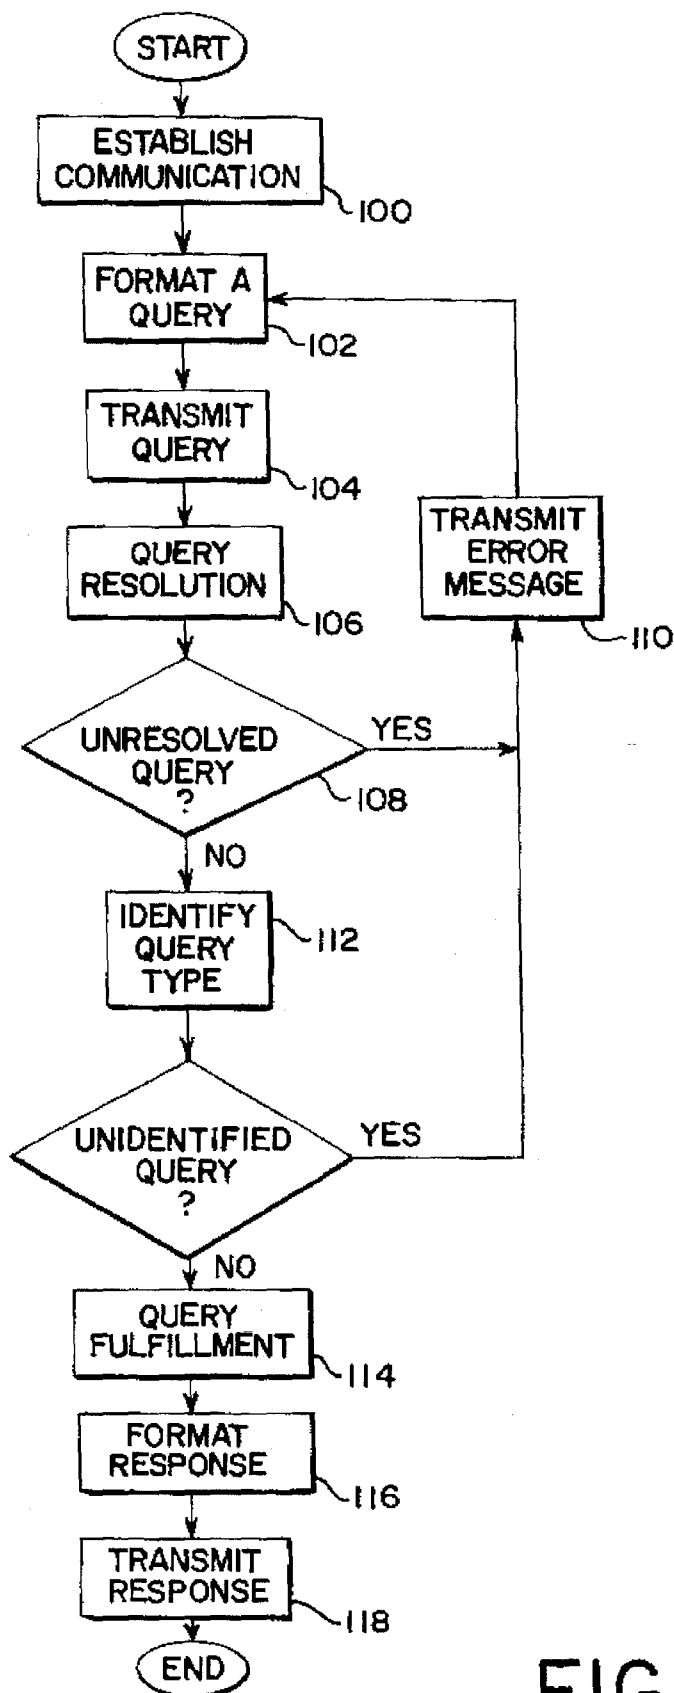 START
ESTABLISH
COMMUNICATION
100
FORMAT A
QUERY
102
TRANSMIT
QUERY
104
QUERY
RESOLUTION
106
TRANSMIT
ERROR
MESSAGE
110
UNRESOLVED
QUERY
?
YES
108
NO
IDENTIFY
QUERY
TYPE
112
UNIDENTIFIED
QUERY
?
YES
NO
QUERY
FULFILLMENT
114
FORMAT
RESPONSE
116
TRANSMIT
RESPONSE
118
END
FIG